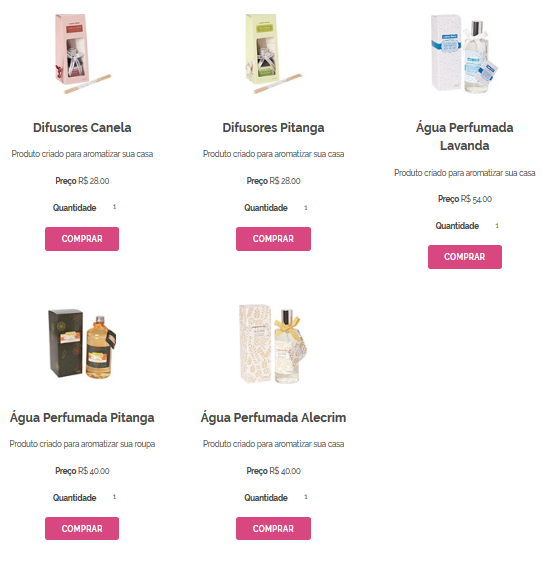 Difusores Canela
Produto criado para aromatizar sua casa
Preço R$ 28.00
Quantidade 1
COMPRAR
Difusores Pitanga
Produto criado para aromatizar sua casa
Preço R$ 28.00
Quantidade 1
COMPRAR
Água Perfumada
Lavanda
Produto criado para aromatizar sua casa
Preço R$ 54.00
Quantidade 1
COMPRAR
Água Perfumada Pitanga
Produto criado para aromatizar sua roupa
Preço R$ 40.00
Quantidade 1
COMPRAR
Água Perfumada Alecrim
Produto criado para aromatizar sua casa
Preço R$ 40.00
Quantidade 1
COMPRAR